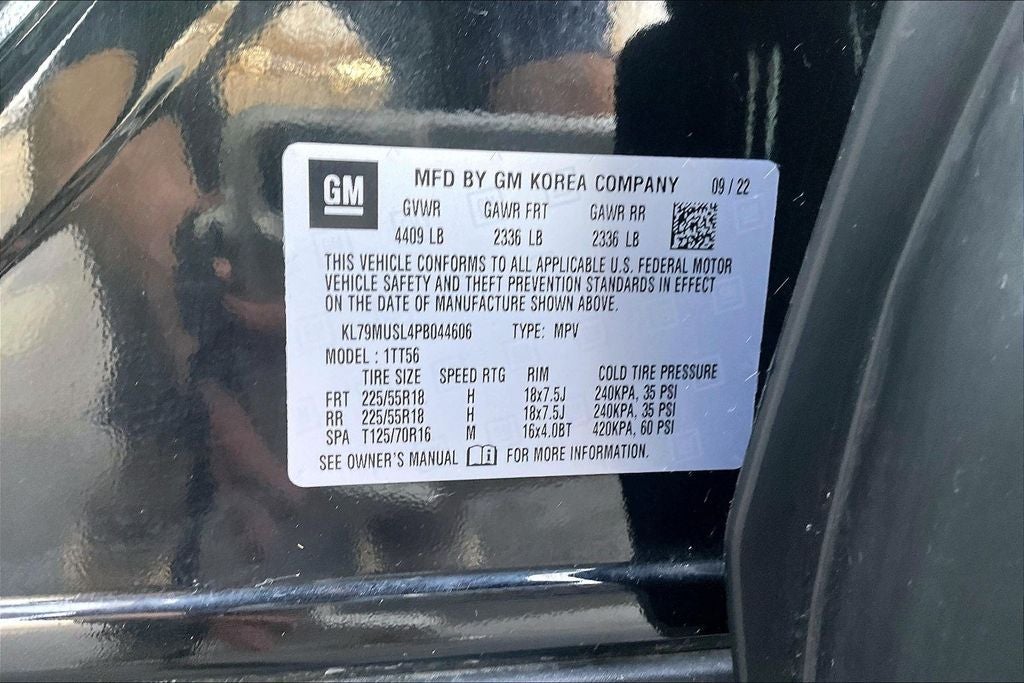 GM MFD BY GM KOREA COMPANY 09 / 22
GVWR GAWR FRT GAWR RR
4409 LB 2336 LB 2336 LB
THIS VEHICLE CONFORMS TO ALL APPLICABLE U.S. FEDERAL MOTOR
VEHICLE SAFETY AND THEFT PREVENTION STANDARDS IN EFFECT
ON THE DATE OF MANUFACTURE SHOWN ABOVE.
KL79MUSL4PB044606 TYPE: MPV
MODEL : 1TT56
TIRE SIZE SPEED RTG RIM COLD TIRE PRESSURE
FRT 225/55R18 H 18x7.5J 240KPA, 35 PSI
RR 225/55R18 H 18x7.5J 240KPA, 35 PSI
SPA T125/70R16 M 16x4.0BT 420KPA, 60 PSI
SEE OWNER'S MANUAL FOR MORE INFORMATION.